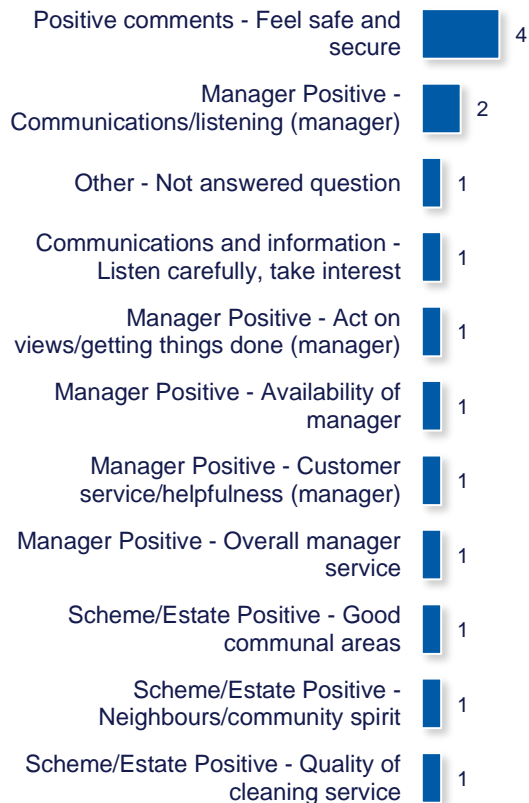 Positive comments - Feel safe and
secure
4
Manager Positive -
Communications/listening (manager)
2
Other - Not answered question
1
Communications and information -
Listen carefully, take interest
1
Manager Positive - Act on
views/getting things done (manager)
1
Manager Positive - Availability of
manager
1
Manager Positive - Customer
service/helpfulness (manager)
1
Manager Positive - Overall manager
service
1
Scheme/Estate Positive - Good
communal areas
1
Scheme/Estate Positive -
Neighbours/community spirit
1
Scheme/Estate Positive - Quality of
cleaning service
1